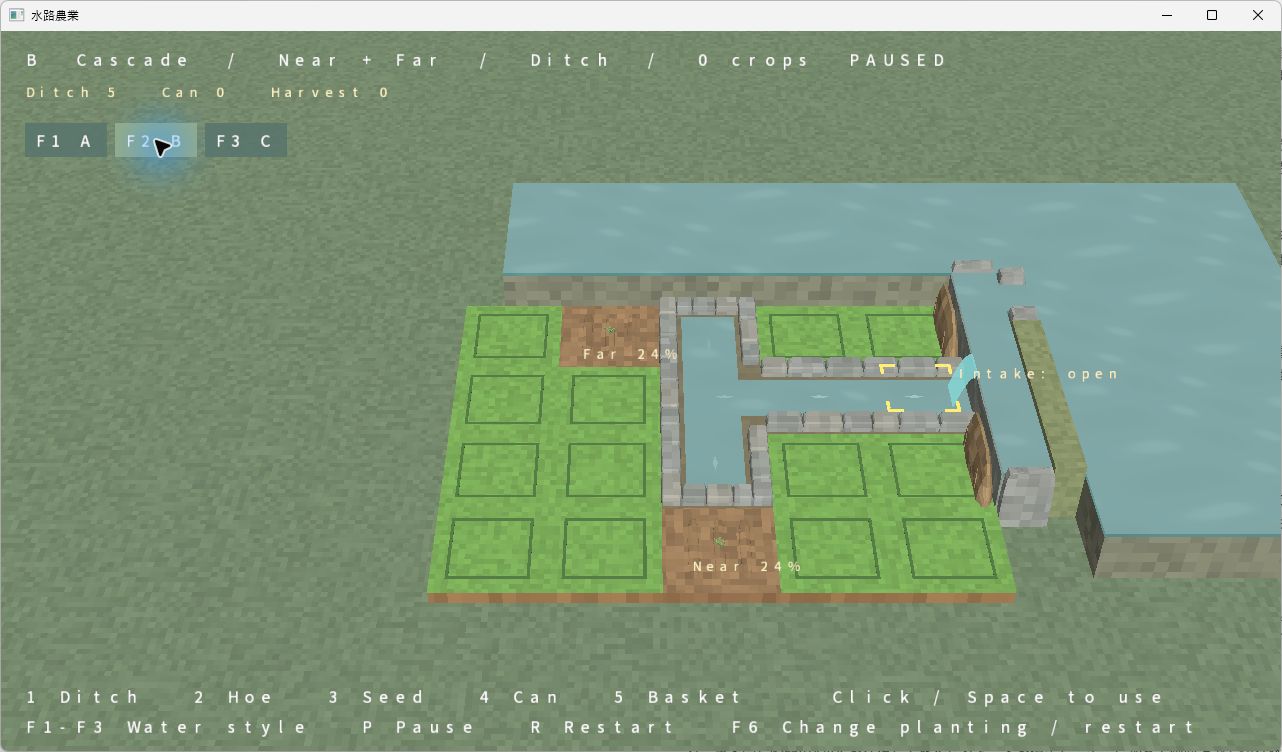 水路農業
B Cascade / Near + Far / Ditch / 0 crops PAUSED
Ditch 5 Can 0 Harvest 0
F1 A F2 B F3 C
Far 24%
Intake: open
Near 24%
1 Ditch 2 Hoe 3 Seed 4 Can 5 Basket Click / Space to use
F1-F3 Water style P Pause R Restart F6 Change planting / restart